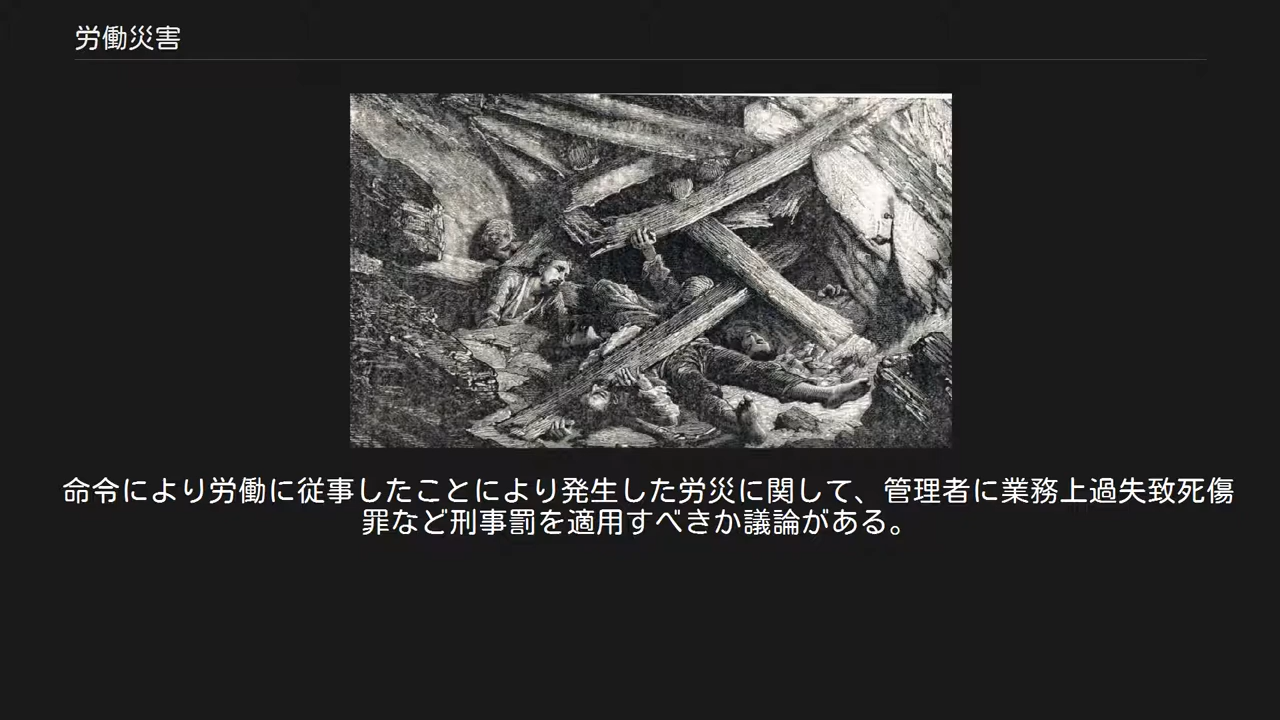 労働災害
命令により労働に従事したことにより発生した労災に関して、管理者に業務上過失致死傷
罪など刑事罰を適用すべきか議論がある。